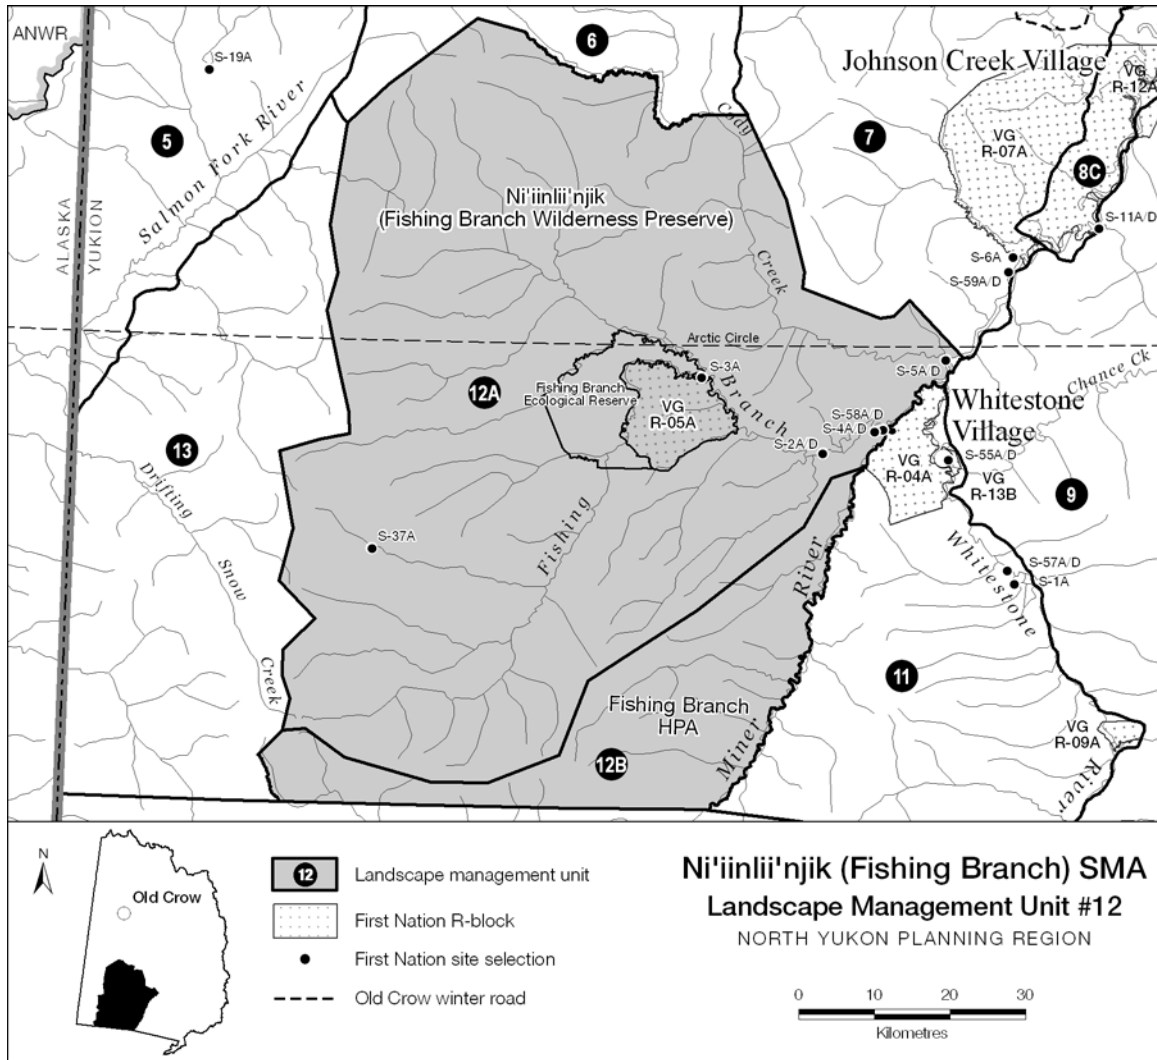 ANWR
S-19A
6
Johnson Creek Village
VG
R-12A
5
Salmon Fork River
Cody
7
VG
R-07A
8C
Ni'iinlii'njik
(Fishing Branch Wilderness Preserve)
S-11A/D
ALASKA
YUKION
Creek
S-6A
S-59A/D
Arctic Circle
S-3A
S-5A/D
Chance Ck
12A
Fishing Branch
Ecological Reserve
Branch
VG
R-05A
Whitestone
Village
S-58A/D
S-4A D
S-2A/D
S-55A/D
13
VG
R-04A
VG
R-13B
9
Drifting
S-37A
Fishing
River
Whitestone
S-57A/D
S-1A
Snow
Creek
11
Fishing Branch
HPA
Miner
VG
R-09A
12B
River
N
Old Crow
12
Landscape management unit
First Nation R-block
First Nation site selection
Old Crow winter road
Ni'iinlii'njik (Fishing Branch) SMA
Landscape Management Unit #12
NORTH YUKON PLANNING REGION
0 10 20 30
Kilometres